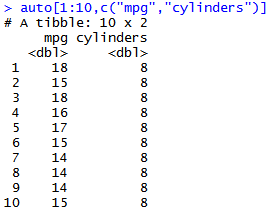 > auto[1:10,c("mpg","cylinders")]
# A tibble: 10 x 2
mpg cylinders
<dbl> <dbl>
1 18 8
2 15 8
3 18 8
4 16 8
5 17 8
6 15 8
7 14 8
8 14 8
9 14 8
10 15 8